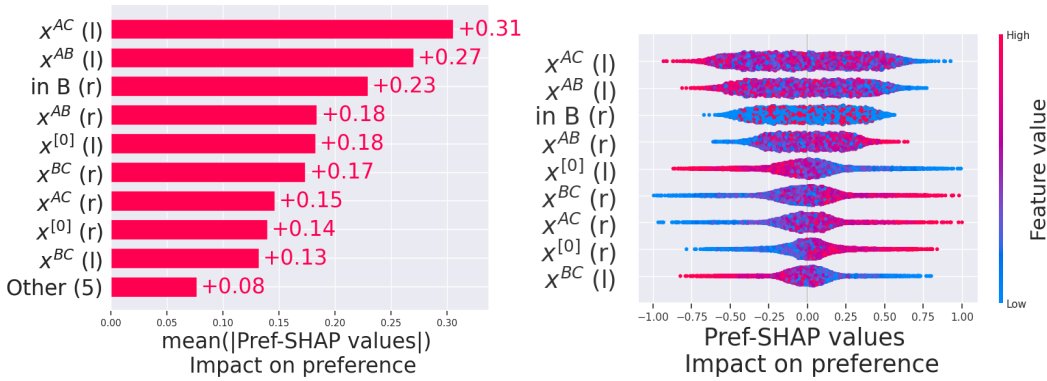 x^{AC} (l) +0.31
x^{AB} (l) +0.27
in B (r) +0.23
x^{AB} (r) +0.18
x^{[0]} (l) +0.18
x^{BC} (r) +0.17
x^{AC} (r) +0.15
x^{[0]} (r) +0.14
x^{BC} (l) +0.13
Other (5) +0.08
0.00 0.05 0.10 0.15 0.20 0.25 0.30
mean(|Pref-SHAP values|)
Impact on preference
x^{AC} (l)
x^{AB} (l)
in B (r)
x^{AB} (r)
x^{[0]} (l)
x^{BC} (r)
x^{AC} (r)
x^{[0]} (r)
x^{BC} (l)
−1.00 −0.75 −0.50 −0.25 0.00 0.25 0.50 0.75 1.00
Pref-SHAP values
Impact on preference
High
Feature value
Low